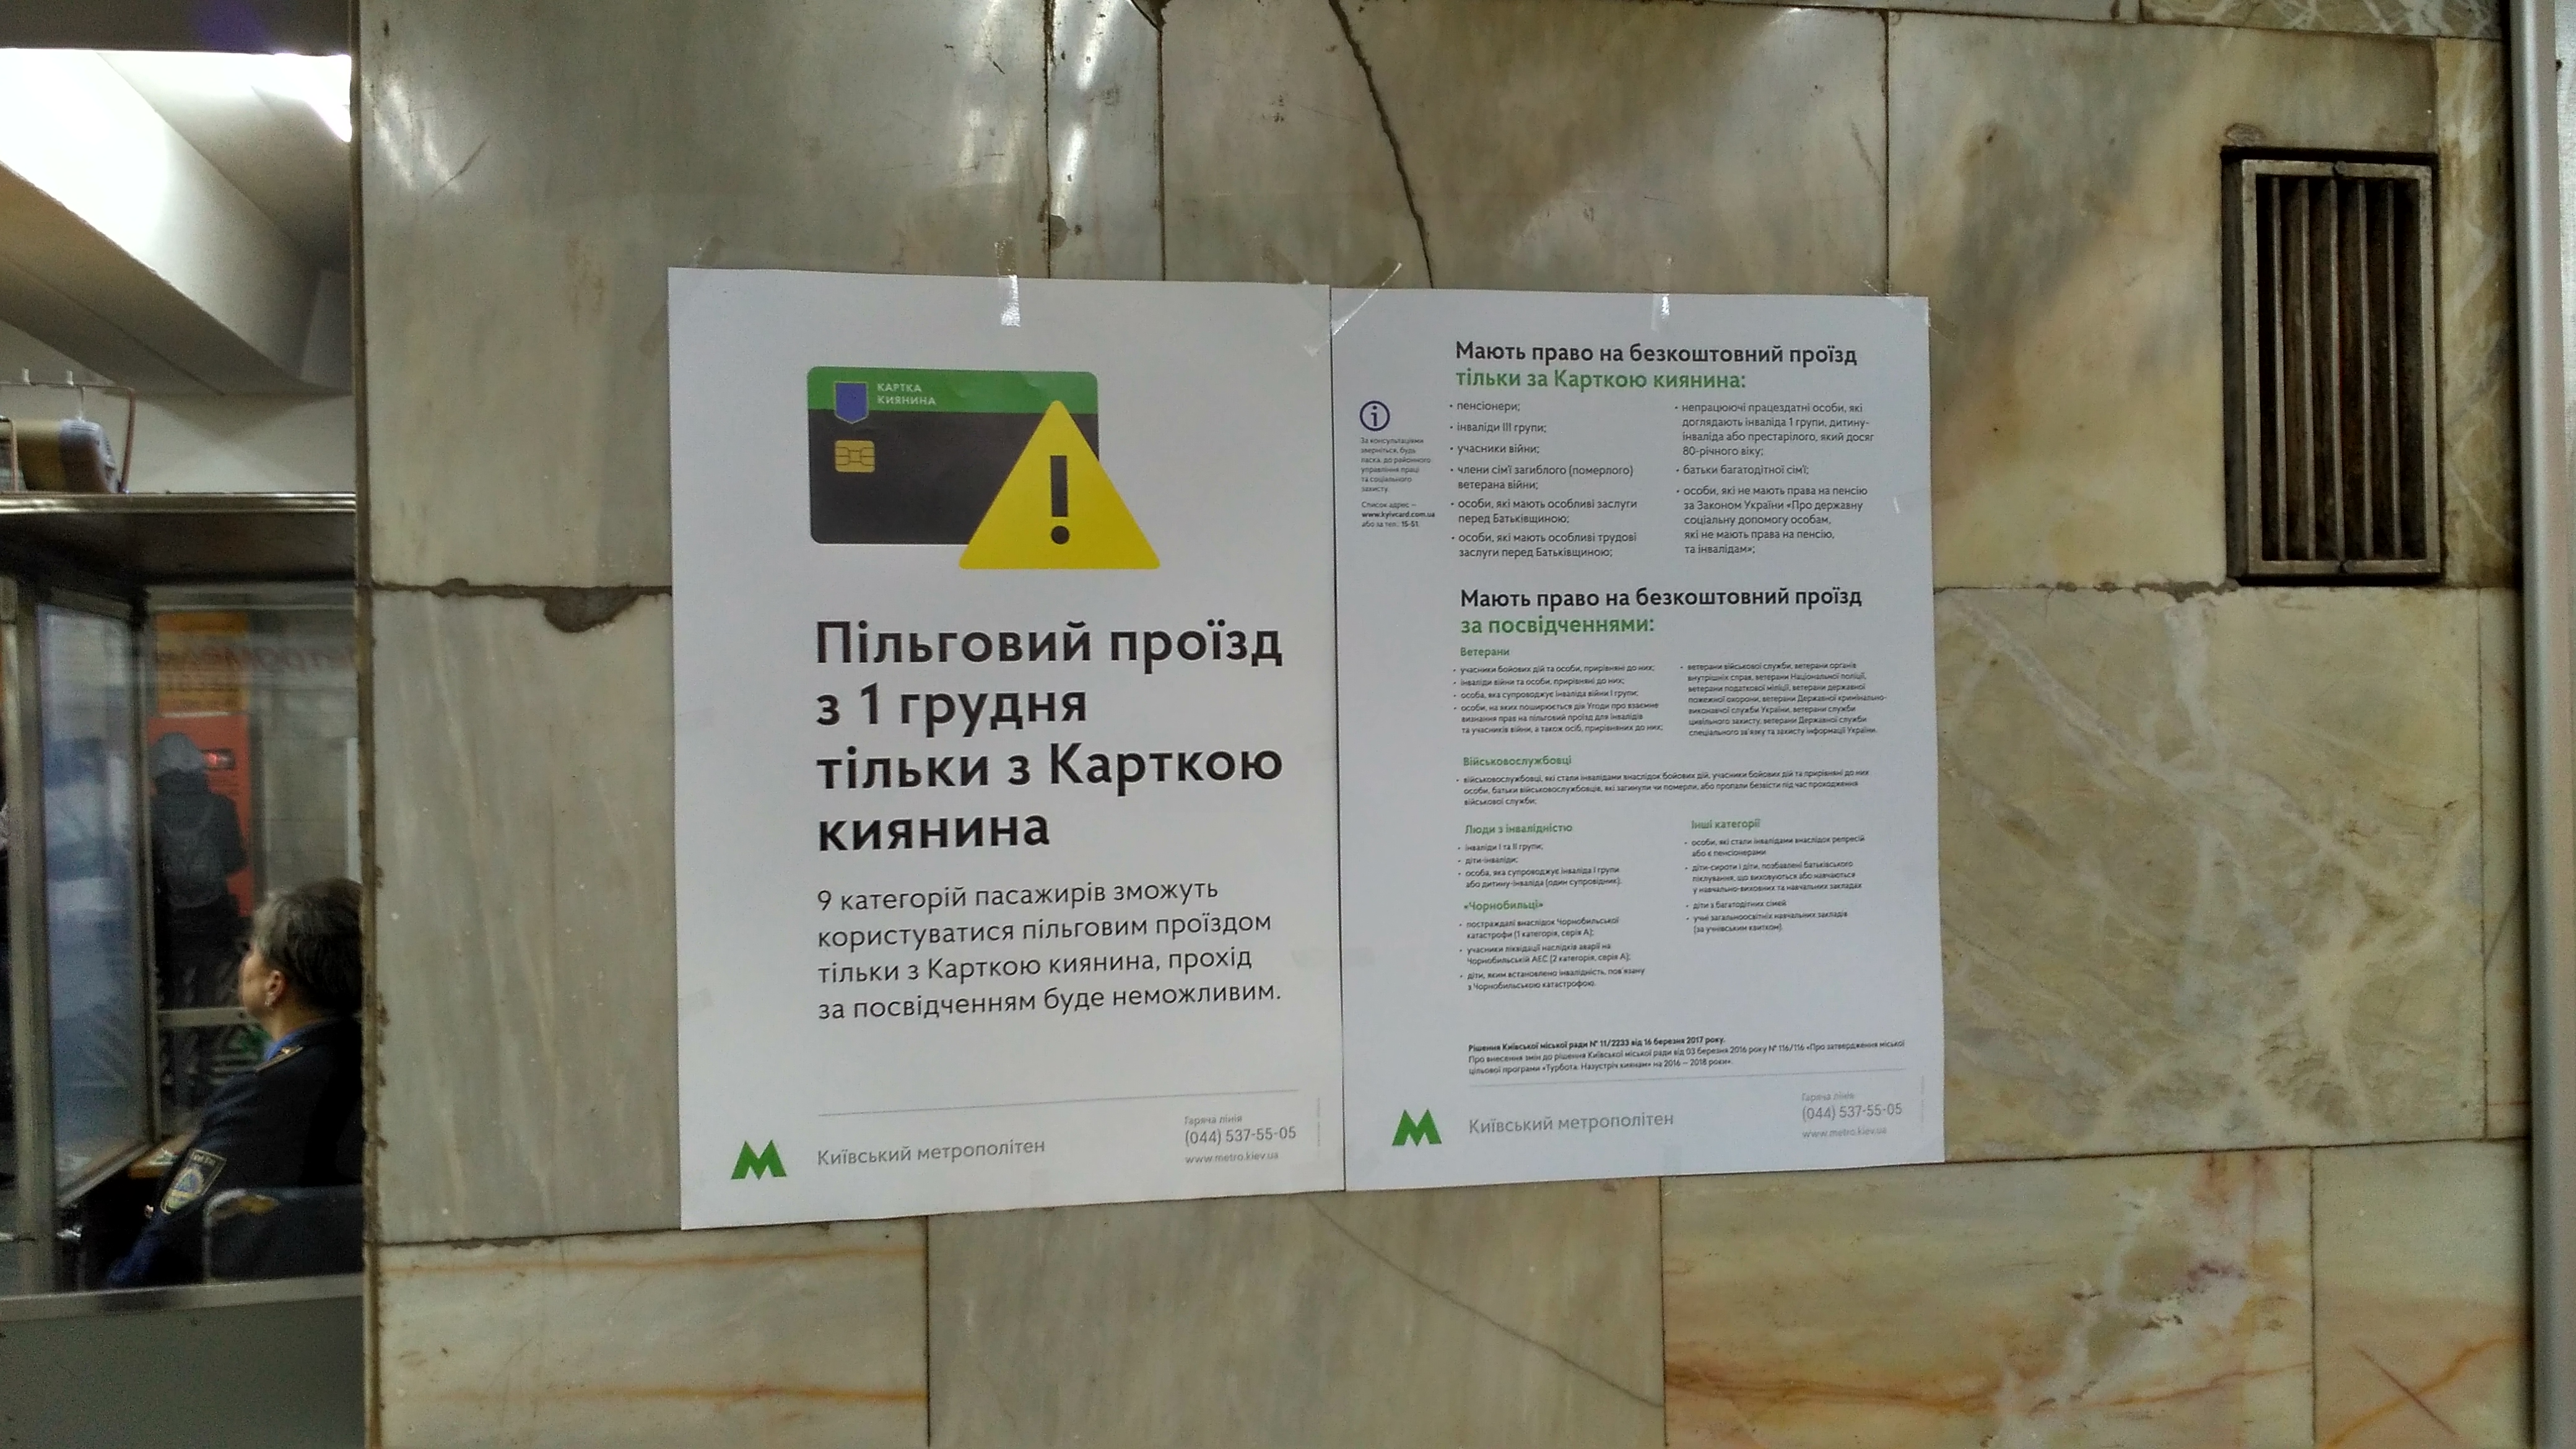 КАРТКА
КИЯНИНА
Пільговий проїзд
з 1 грудня
тільки з Карткою
киянина
9 категорій пасажирів зможуть
користуватися пільговим проїздом
тільки з Карткою киянина, прохід
за посвідченням буде неможливим.
Київський метрополітен
Гаряча лінія
(044) 537-55-05
www.metro.kiev.ua
Мають право на безкоштовний проїзд
тільки за Карткою киянина:
За консультаціями
зверніться, будь
ласка, до районного
управління праці
та соціального
захисту.
Список адрес –
www.kyivcard.com.ua
або за тел. 15-51
• пенсіонери;
• інваліди III групи;
• учасники війни;
• члени сім'ї загиблого (померлого)
ветерана війни;
• особи, які мають особливі заслуги
перед Батьківщиною;
• особи, які мають особливі трудові
заслуги перед Батьківщиною;
• непрацюючі працездатні особи, які
доглядають інваліда 1 групи, дитину-
інваліда або престарілого, який досяг
80-річного віку;
• батьки багатодітної сім'ї;
• особи, які не мають права на пенсію
за Законом України «Про державну
соціальну допомогу особам,
які не мають права на пенсію,
та інвалідам»;
Мають право на безкоштовний проїзд
за посвідченнями:
Ветерани
• учасники бойових дій та особи, прирівняні до них;
• інваліди війни та особи, прирівняні до них;
• особа, яка супроводжує інваліда війни I групи;
• особи, на яких поширюється дія Угоди про взаємне
визнання прав на пільговий проїзд для інвалідів
та учасників війни, а також осіб, прирівняних до них;
• ветерани військової служби, ветерани органів
внутрішніх справ, ветерани Національної поліції,
ветерани податкової міліції, ветерани державної
пожежної охорони, ветерани Державної кримінально-
виконавчої служби України, ветерани служби
цивільного захисту, ветерани Державної служби
спеціального зв'язку та захисту інформації України.
Військовослужбовці
• військовослужбовці, які стали інвалідами внаслідок бойових дій, учасники бойових дій та прирівняні до них
особи, батьки військовослужбовців, які загинули чи померли, або пропали безвісти під час проходження
військової служби;
Люди з інвалідністю
• інваліди I та II групи;
• діти-інваліди;
• особа, яка супроводжує інваліда I групи
або дитину-інваліда (один супровідник).
«Чорнобильці»
• постраждалі внаслідок Чорнобильської
катастрофи (1 категорія, серія А);
• учасники ліквідації наслідків аварії на
Чорнобильській АЕС (2 категорія, серія А);
• діти, яким встановлено інвалідність, пов'язану
з Чорнобильською катастрофою.
Інші категорії
• особи, які стали інвалідами внаслідок репресій
або є пенсіонерами
• діти-сироти і діти, позбавлені батьківського
піклування, що виховуються або навчаються
у навчально-виховних та навчальних закладах
• діти з багатодітних сімей
• учні загальноосвітніх навчальних закладів
(за учнівським квитком).
Рішення Київської міської ради № 11/2233 від 16 березня 2017 року.
Про внесення змін до рішення Київської міської ради від 03 березня 2016 року № 116/116 «Про затвердження міської
цільової програми «Турбота. Назустріч киянам» на 2016 – 2018 роки».
Київський метрополітен
Гаряча лінія
(044) 537-55-05
www.metro.kiev.ua